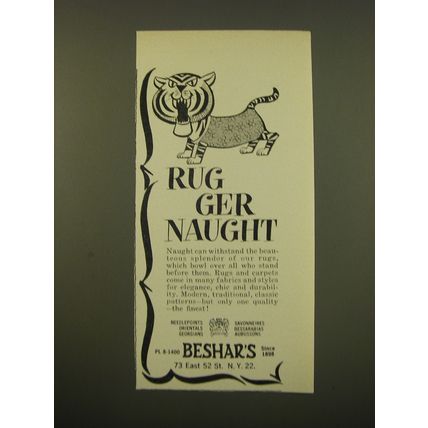 RUG
GER
NAUGHT
Naught can withstand the beau-
teous splendor of our rugs,
which bowl over all who stand
before them. Rugs and carpets
come in many fabrics and styles
for elegance, chic and durabil-
ity. Modern, traditional, classic
patterns—but only one quality
—the finest!
NEEDLEPOINTS SAVONNERIES
ORIENTALS BESSARABIAS
GEORGIANS AUBUSSONS
PL 8-1400 BESHAR'S Since 1898
73 East 52 St. N.Y. 22.